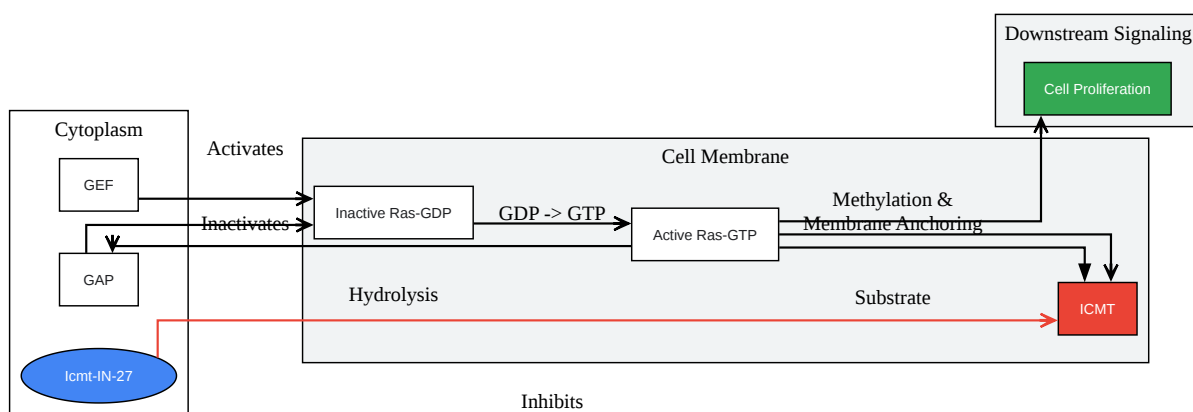 Downstream Signaling
Cell Proliferation
Cytoplasm
Activates
Cell Membrane
GEF
Inactive Ras-GDP
GDP -> GTP
Methylation &
Membrane Anchoring
Inactivates
Active Ras-GTP
GAP
Hydrolysis
Substrate
ICMT
Icmt-IN-27
Inhibits